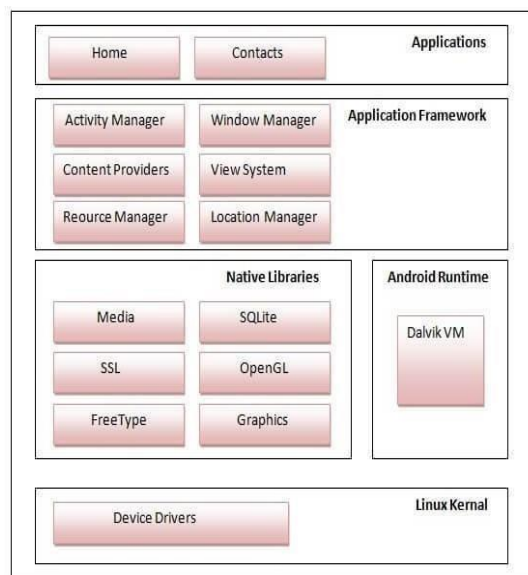 Applications
Home Contacts
Application Framework
Activity Manager Window Manager
Content Providers View System
Reource Manager Location Manager
Native Libraries
Media SQLite
SSL OpenGL
FreeType Graphics
Android Runtime
Dalvik VM
Linux Kernal
Device Drivers